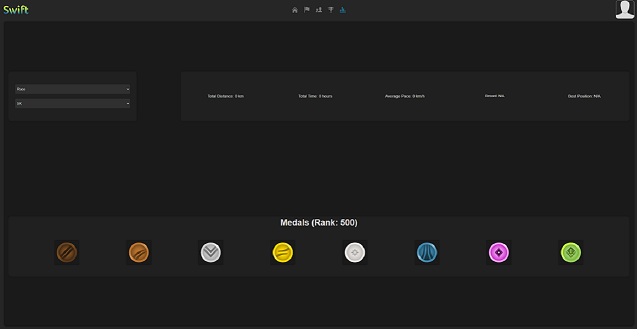 Swift
Race
5K
Total Distance: 0 km
Total Time: 0 hours
Average Pace: 0 km/h
Streak: N/A
Best Position: N/A
Medals (Rank: 500)